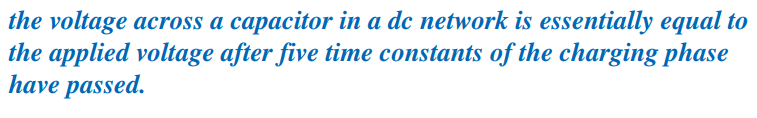 the voltage across a capacitor in a dc network is essentially equal to
the applied voltage after five time constants of the charging phase
have passed.